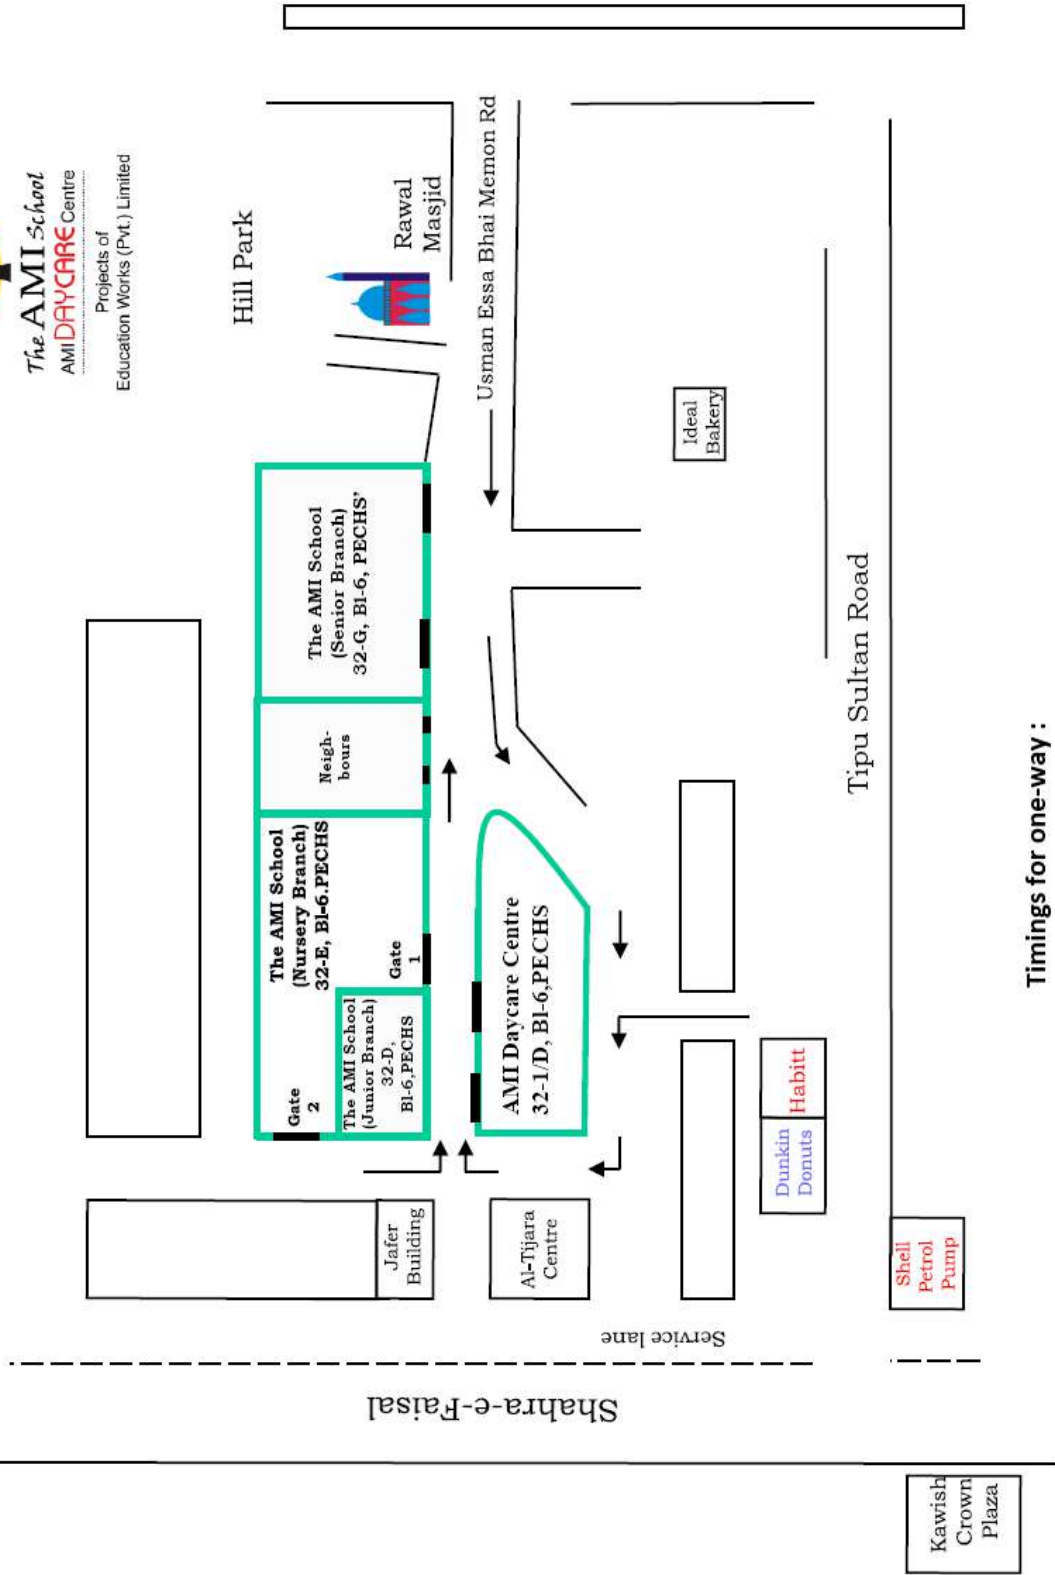 The AMI School
AMI DAYCARE Centre
Projects of
Education Works (Pvt.) Limited
Hill Park
Rawal
Masjid
Usman Essa Bhai Memon Rd
The AMI School
(Senior Branch)
32-G, Bl-6, PECHS'
Neigh-
bours
The AMI School
(Nursery Branch)
32-E, Bl-6.PECHS
Gate
1
Gate
2
The AMI School
(Junior Branch)
32-D,
Bl-6,PECHS
AMI Daycare Centre
32-1/D, Bl-6,PECHS
Ideal
Bakery
Tipu Sultan Road
Jafer
Building
Al-Tijara
Centre
Dunkin
Donuts
Habitt
Shell
Petrol
Pump
Service lane
Shahra-e-Faisal
Kawish
Crown
Plaza
Timings for one-way :